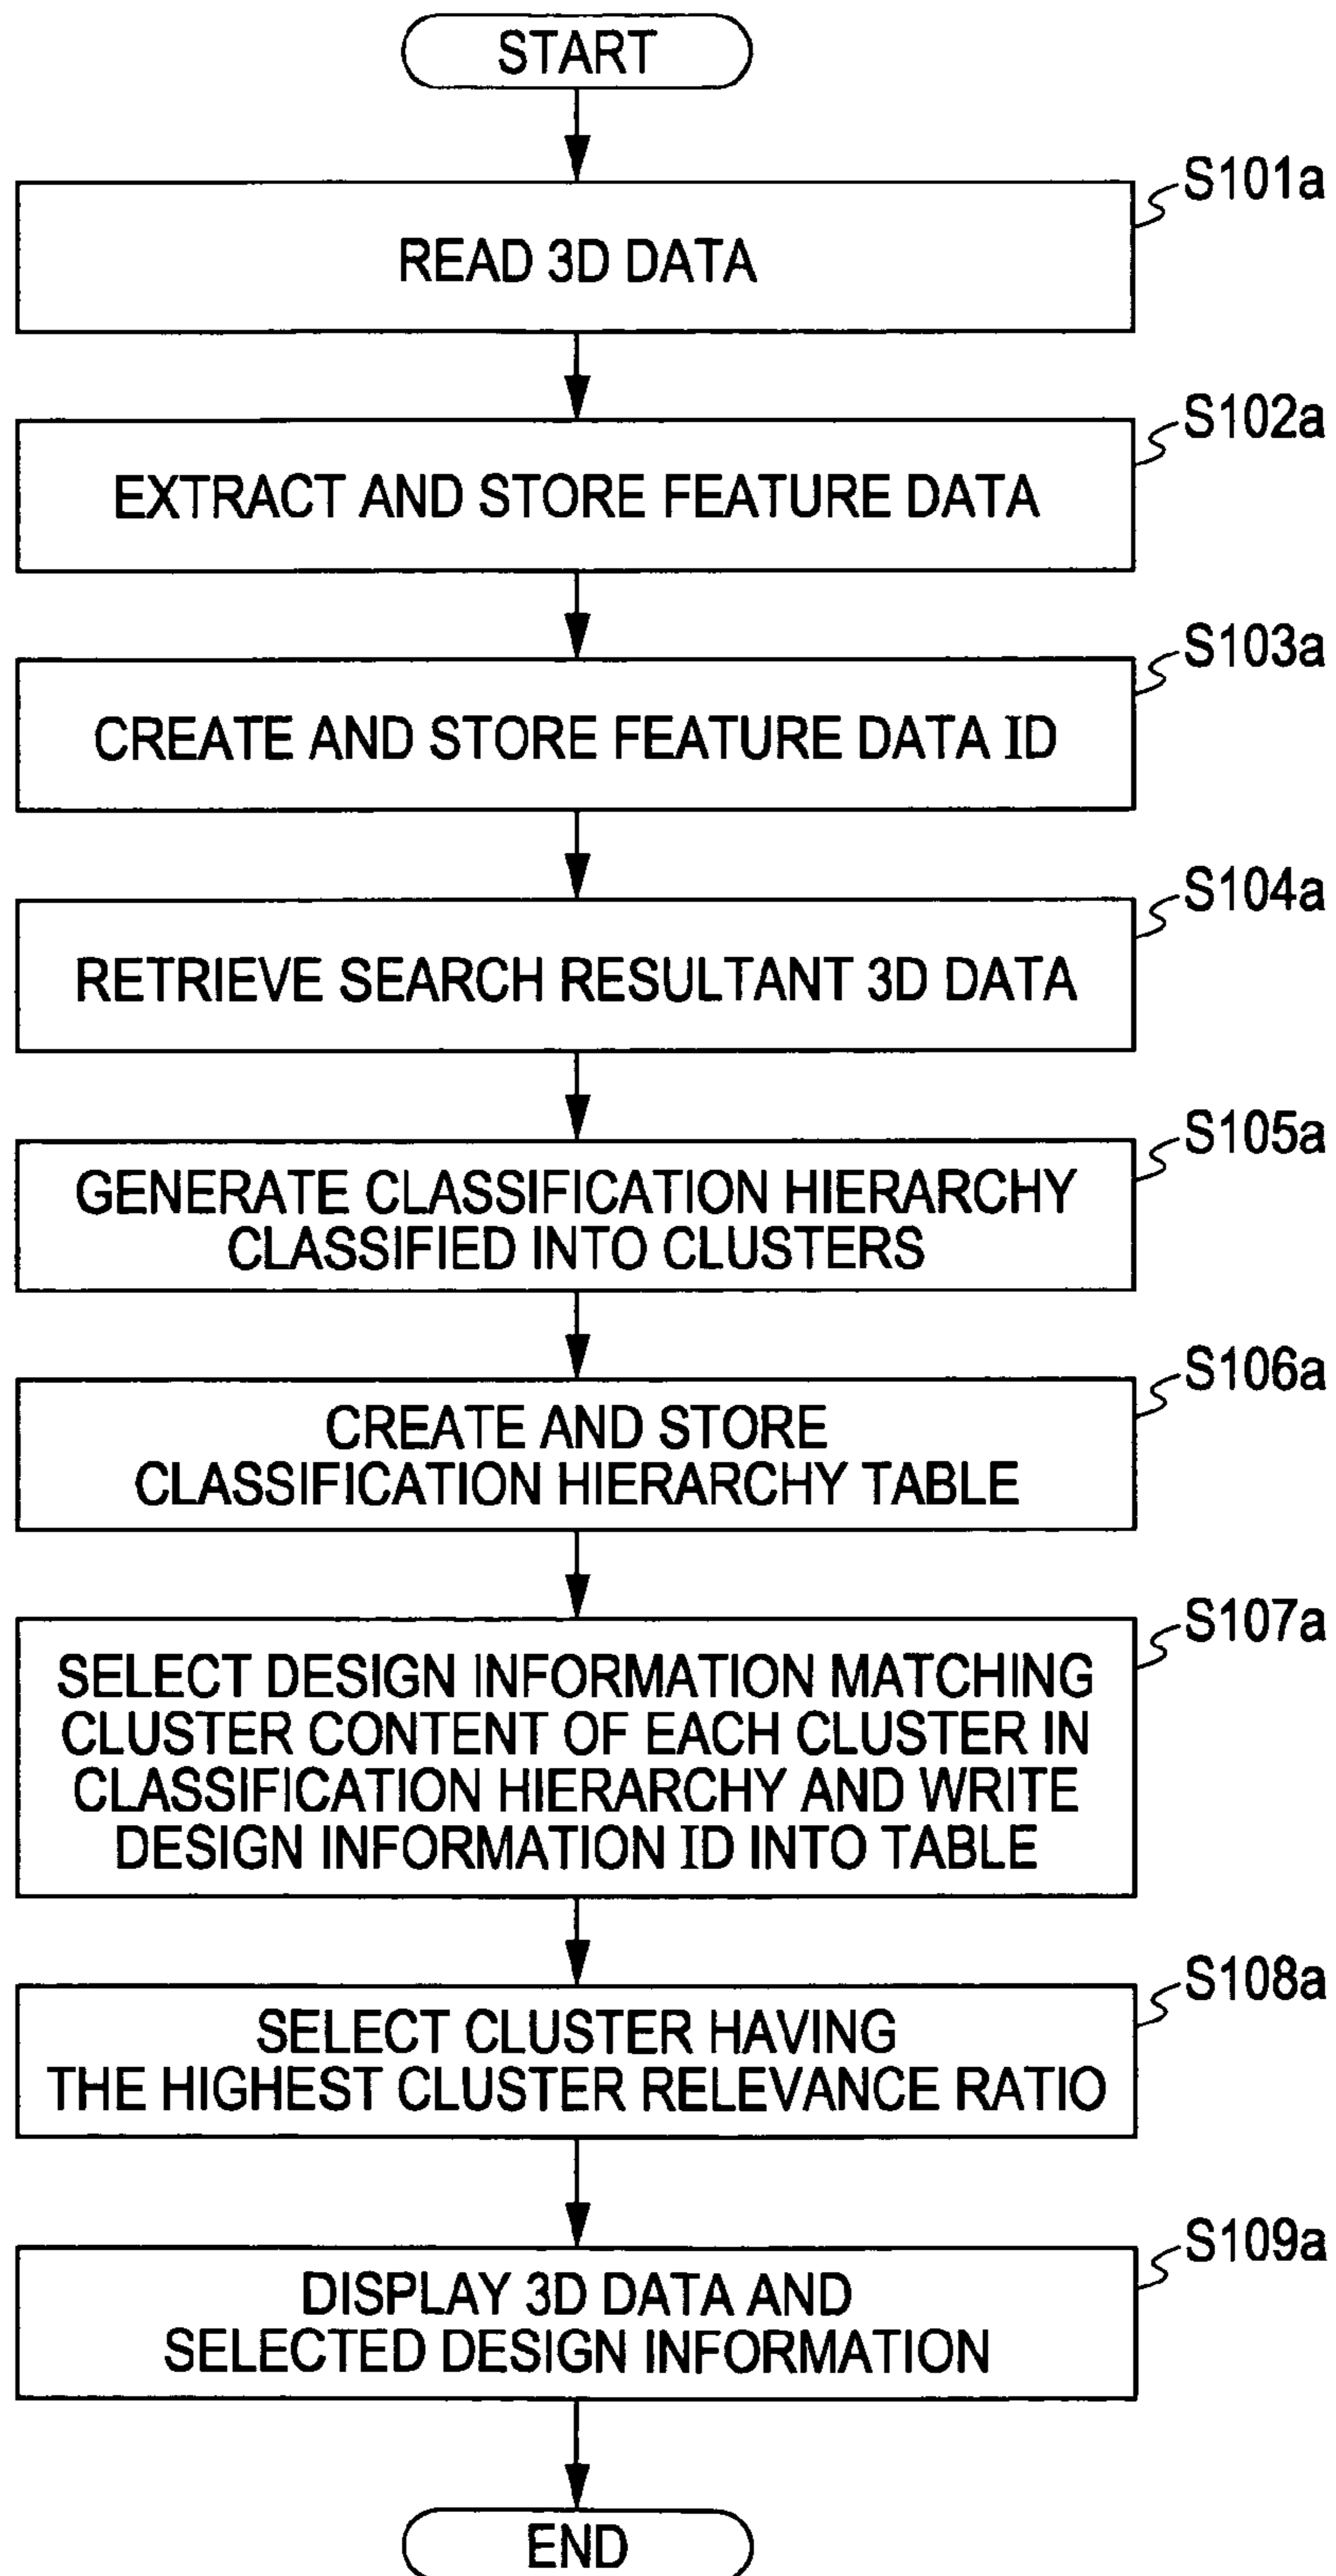 START
S101a
READ 3D DATA
S102a
EXTRACT AND STORE FEATURE DATA
S103a
CREATE AND STORE FEATURE DATA ID
S104a
RETRIEVE SEARCH RESULTANT 3D DATA
S105a
GENERATE CLASSIFICATION HIERARCHY
CLASSIFIED INTO CLUSTERS
S106a
CREATE AND STORE
CLASSIFICATION HIERARCHY TABLE
S107a
SELECT DESIGN INFORMATION MATCHING
CLUSTER CONTENT OF EACH CLUSTER IN
CLASSIFICATION HIERARCHY AND WRITE
DESIGN INFORMATION ID INTO TABLE
S108a
SELECT CLUSTER HAVING
THE HIGHEST CLUSTER RELEVANCE RATIO
S109a
DISPLAY 3D DATA AND
SELECTED DESIGN INFORMATION
END